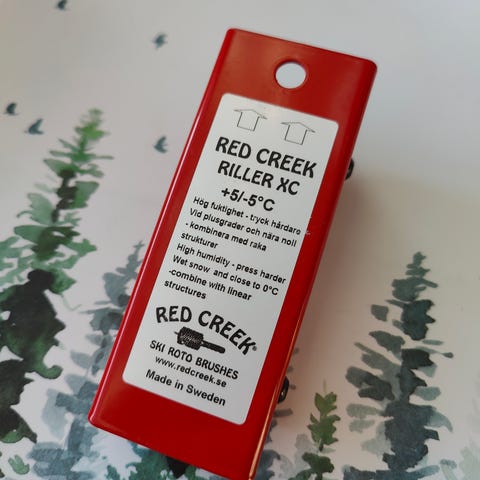 RED CREEK
RILLER XC
+5/-5°C
Hög fuktighet - tryck hårdare
Vid plusgrader och nära noll
- kombinera med raka
strukturer
High humidity - press harder
Wet snow and close to 0°C
-combine with linear
structures
RED CREEK®
SKI ROTO BRUSHES
www.redcreek.se
Made in Sweden